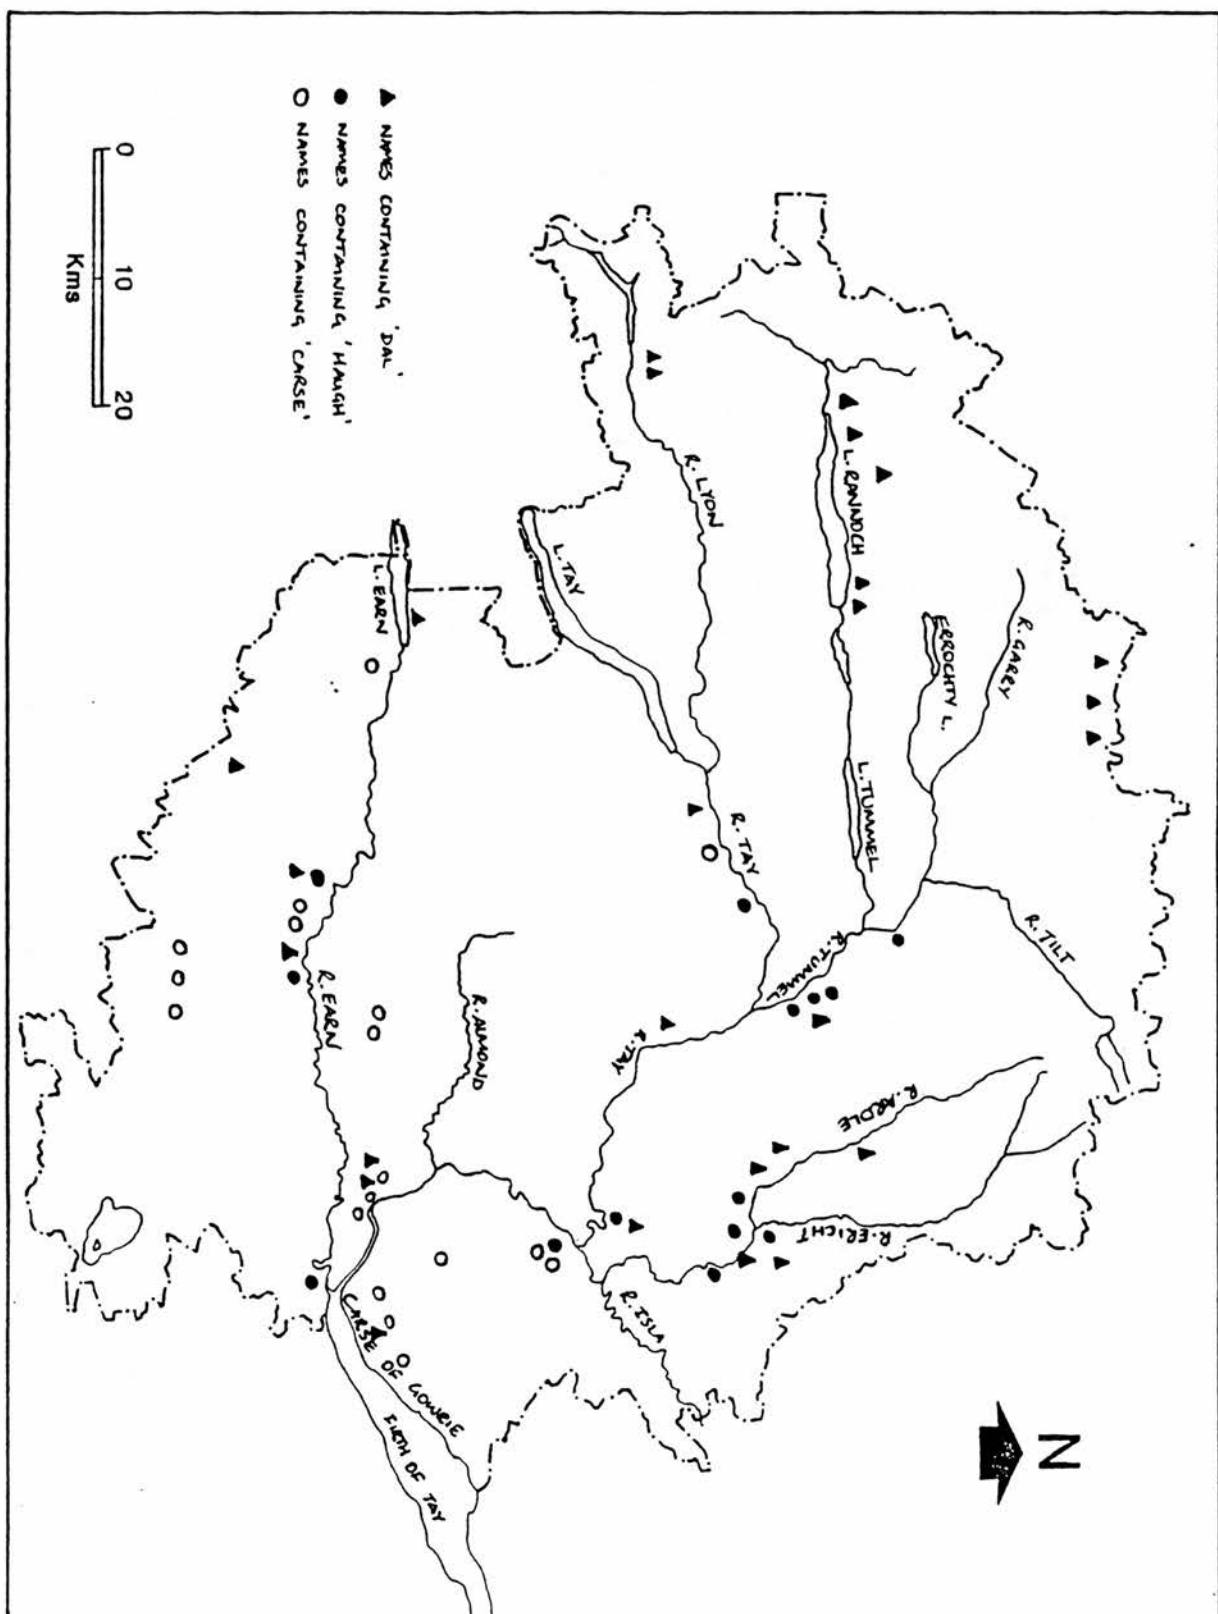 ▲ NAMES CONTAINING 'DAL'
● NAMES CONTAINING 'HAUGH'
○ NAMES CONTAINING 'CARSE'
0 10 20
Kms
N
R. GARRY
ERROCHTY L.
R. TILT
L. RANNOCH
L. TUMMEL
R. LYON
R. TUMMEL
L. TAY
R. TAY
R. TAY
R. ARDLE
R. ERICHT
R. ISLA
L. EARN
R. EARN
R. ALMOND
CARSE OF GOWRIE
FIRTH OF TAY